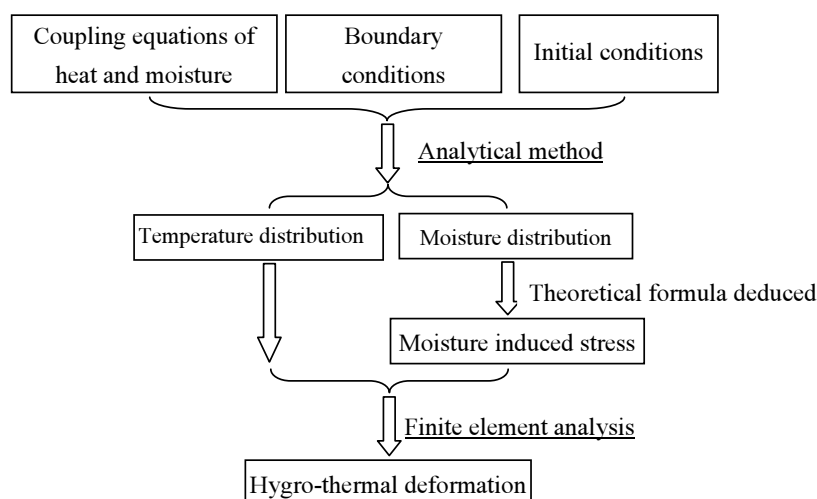 Coupling equations of
heat and moisture
Boundary
conditions
Initial conditions
Analytical method
Temperature distribution
Moisture distribution
Theoretical formula deduced
Moisture induced stress
Finite element analysis
Hygro-thermal deformation